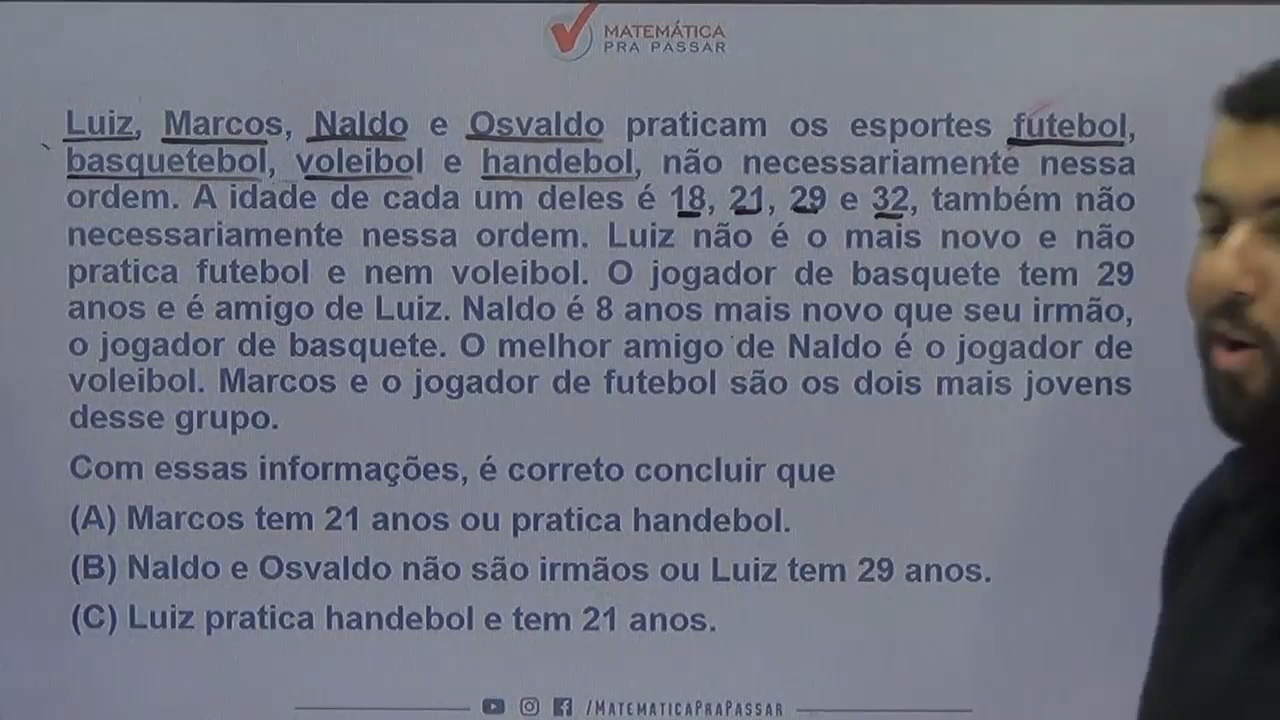 MATEMÁTICA
PRA PASSAR
Luiz, Marcos, Naldo e Osvaldo praticam os esportes futebol,
basquetebol, voleibol e handebol, não necessariamente nessa
ordem. A idade de cada um deles é 18, 21, 29 e 32, também não
necessariamente nessa ordem. Luiz não é o mais novo e não
pratica futebol e nem voleibol. O jogador de basquete tem 29
anos e é amigo de Luiz. Naldo é 8 anos mais novo que seu irmão,
o jogador de basquete. O melhor amigo de Naldo é o jogador de
voleibol. Marcos e o jogador de futebol são os dois mais jovens
desse grupo.
Com essas informações, é correto concluir que
(A) Marcos tem 21 anos ou pratica handebol.
(B) Naldo e Osvaldo não são irmãos ou Luiz tem 29 anos.
(C) Luiz pratica handebol e tem 21 anos.
/MATEMATICAPRAPASSAR